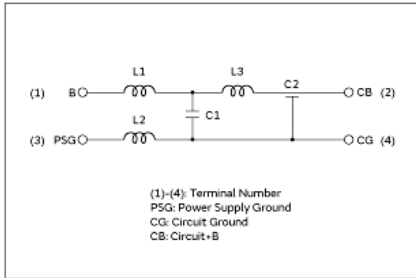 L1 L3
C2
(1) B CB (2)
C1
L2
(3) PSG CG (4)
(1)-(4): Terminal Number
PSG: Power Supply Ground
CG: Circuit Ground
CB: Circuit+B